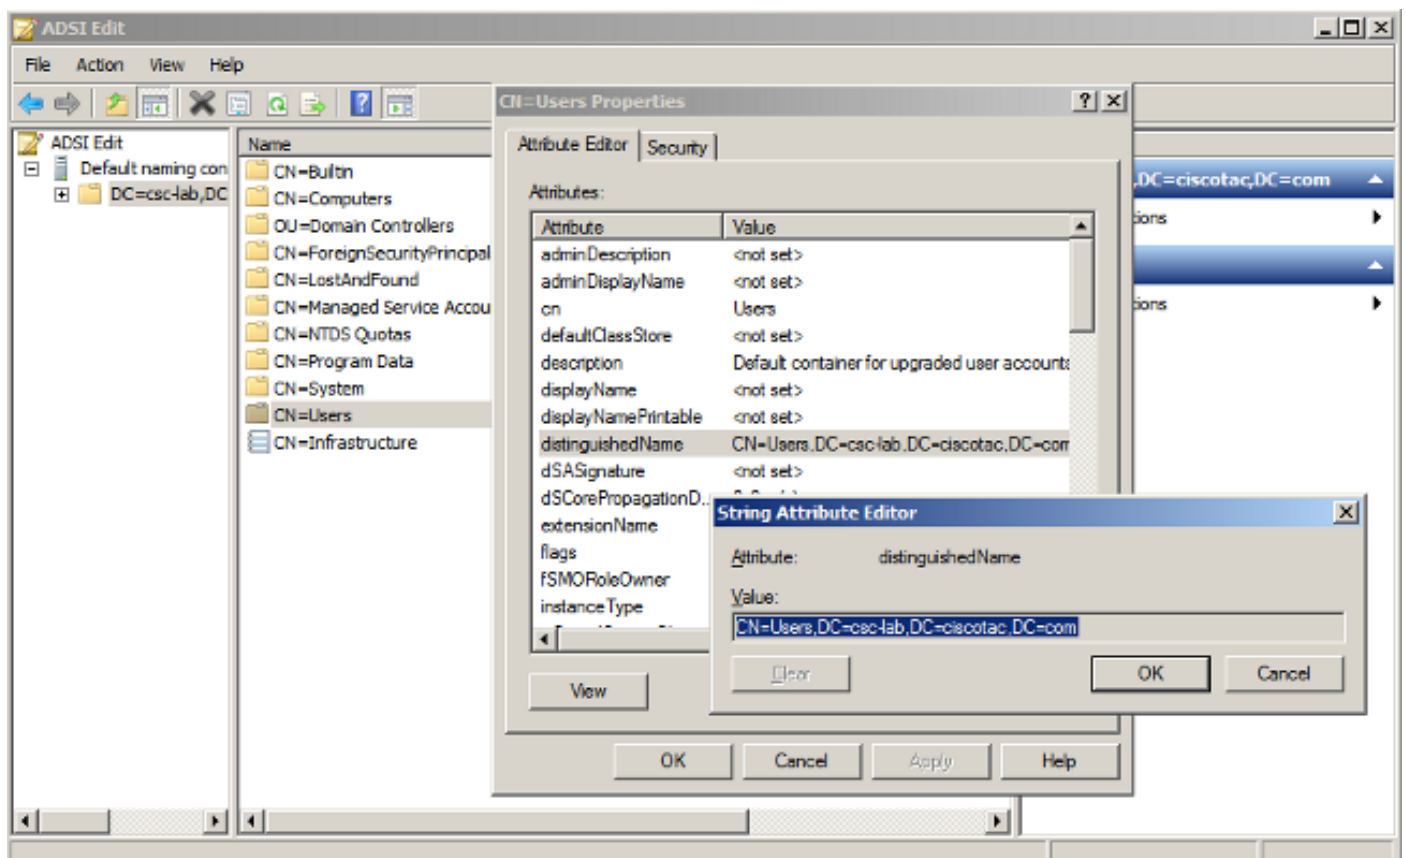 ADSI Edit
File Action View Help
ADSI Edit
Default naming con
DC=csc-lab,DC
Name
CN=Builtin
CN=Computers
OU=Domain Controllers
CN=ForeignSecurityPrincipal
CN=LostAndFound
CN=Managed Service Accou
CN=NTDS Quotas
CN=Program Data
CN=System
CN=Users
CN=Infrastructure
CN=Users Properties
Attribute Editor Security
Attributes:
Attribute Value
adminDescription <not set>
adminDisplayName <not set>
cn Users
defaultClassStore <not set>
description Default container for upgraded user accounts
displayName <not set>
displayNamePrintable <not set>
distinguishedName CN=Users,DC=csc-lab,DC=ciscotac,DC=com
dSASignature <not set>
dSCorePropagationD...
extensionName
flags
fSMORoleOwner
instanceType
View
OK Cancel Apply Help
String Attribute Editor
Attribute: distinguishedName
Value:
CN=Users,DC=csc-lab,DC=ciscotac,DC=com
Clear OK Cancel
,DC=ciscotac,DC=com
tions
tions